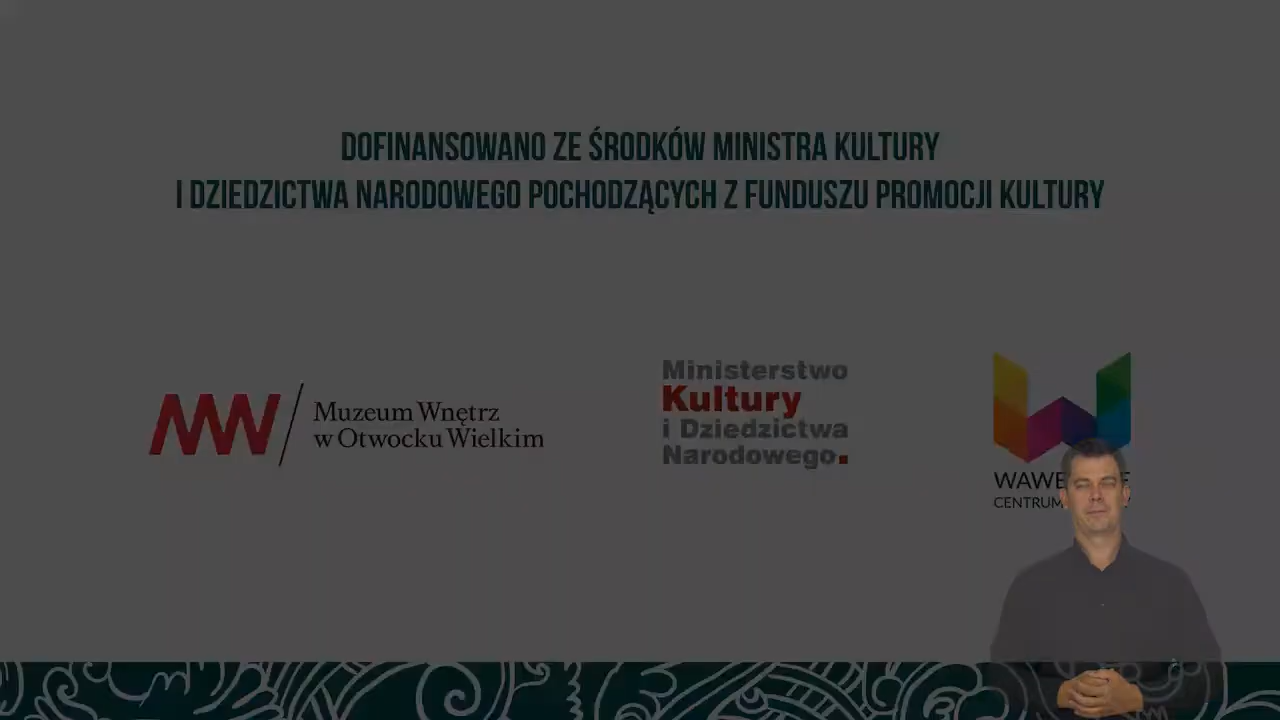 DOFINANSOWANO ZE ŚRODKÓW MINISTRA KULTURY
I DZIEDZICTWA NARODOWEGO POCHODZĄCYCH Z FUNDUSZU PROMOCJI KULTURY
Muzeum Wnętrz
w Otwocku Wielkim
Ministerstwo
Kultury
i Dziedzictwa
Narodowego.
CENTRUM